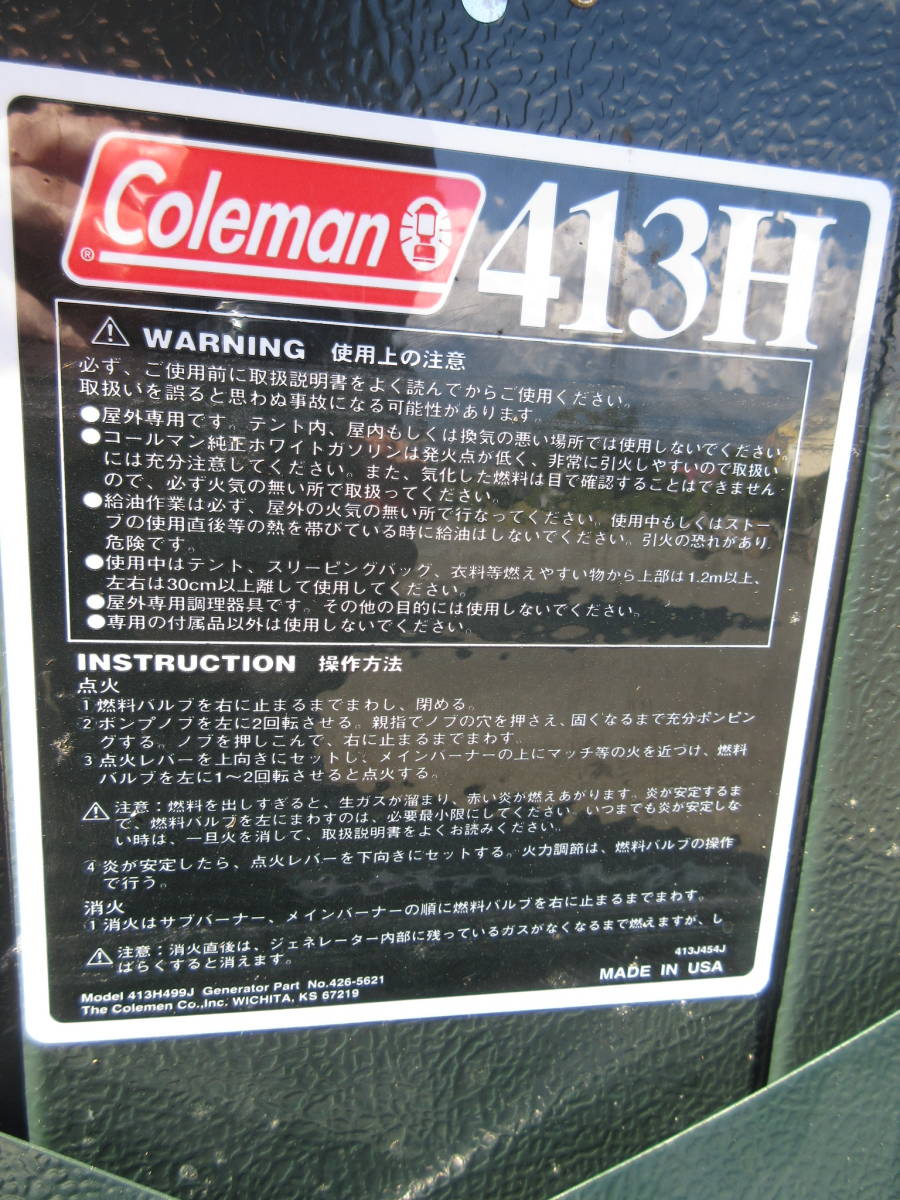 Coleman ® 413H
⚠ WARNING 使用上の注意
必ず、ご使用前に取扱説明書をよく読んでからご使用ください。
取扱いを誤ると思わぬ事故になる可能性があります。
●屋外専用です。テント内、屋内もしくは換気の悪い場所では使用しないでください。
●コールマン純正ホワイトガソリンは発火点が低く、非常に引火しやすいので取扱い
には充分注意してください。また、気化した燃料は目で確認することはできません
ので、必ず火気の無い所で取扱ってください。
●給油作業は必ず、屋外の火気の無い所で行なってください。使用中もしくはストー
ブの使用直後等の熱を帯びている時に給油はしないでください。引火の恐れがあり
危険です。
●使用中はテント、スリーピングバッグ、衣料等燃えやすい物から上部は1.2m以上、
左右は30cm以上離して使用してください。
●屋外専用調理器具です。その他の目的には使用しないでください。
●専用の付属品以外は使用しないでください。
INSTRUCTION 操作方法
点火
1 燃料バルブを右に止まるまでまわし、閉める。
2 ポンプノブを左に2回転させる。親指でノブの穴を押さえ、固くなるまで充分ポンピン
グする。ノブを押しこんで、右に止まるまでまわす。
3 点火レバーを上向きにセットし、メインバーナーの上にマッチ等の火を近づけ、燃料
バルブを左に1〜2回転させると点火する。
⚠ 注意：燃料を出しすぎると、生ガスが溜まり、赤い炎が燃えあがります。炎が安定するま
で、燃料バルブを左にまわすのは、必要最小限にしてください。いつまでも炎が安定しな
い時は、一旦火を消して、取扱説明書をよくお読みください。
4 炎が安定したら、点火レバーを下向きにセットする。火力調節は、燃料バルブの操作
で行う。
消火
1 消火はサブバーナー、メインバーナーの順に燃料バルブを右に止まるまでまわす。
⚠ 注意：消火直後は、ジェネレーター内部に残っているガスがなくなるまで燃えますが、し
ばらくすると消えます。
413J454J
Model 413H499J Generator Part No.426-5621
The Colemen Co.,Inc. WICHITA, KS 67219
MADE IN USA